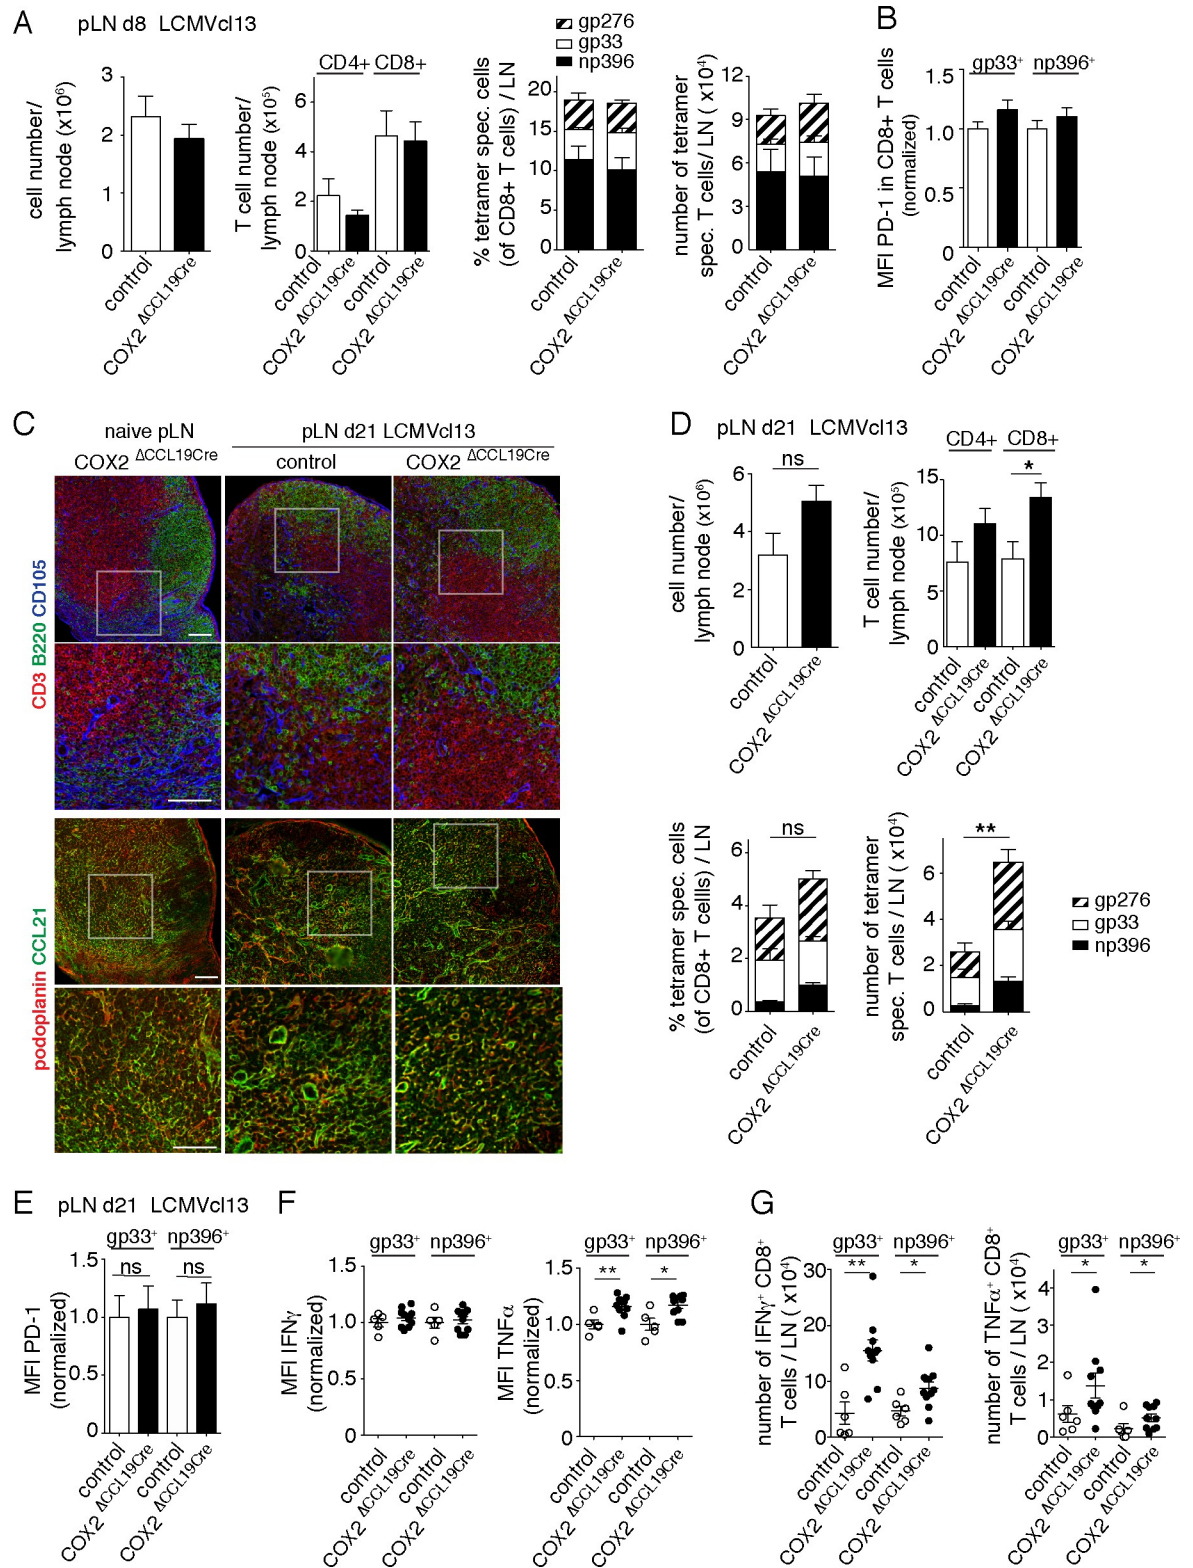 A pLN d8 LCMVcl13
cell number/
lymph node (x10⁶)
3
2
1
0
control
COX2 ΔCCL19Cre
CD4+ CD8+
T cell number/
lymph node (x10⁵)
6
4
2
0
control
COX2 ΔCCL19Cre
control
COX2 ΔCCL19Cre
gp276
gp33
np396
% tetramer spec. cells
(of CD8+ T cells) / LN
20
15
10
5
0
control
COX2 ΔCCL19Cre
number of tetramer
spec. T cells/ LN ( x10⁴)
12
9
6
3
0
control
COX2 ΔCCL19Cre
B
gp33⁺ np396⁺
MFI PD-1 in CD8+ T cells
(normalized)
1.5
1.0
0.5
0
control
COX2 ΔCCL19Cre
control
COX2 ΔCCL19Cre
C
naive pLN
COX2 ΔCCL19Cre
pLN d21 LCMVcl13
control
COX2 ΔCCL19Cre
CD3 B220 CD105
podoplanin CCL21
D pLN d21 LCMVcl13
ns
cell number/
lymph node (x10⁶)
6
4
2
0
control
COX2 ΔCCL19Cre
CD4+ CD8+
*
T cell number/
lymph node (x10⁵)
15
10
5
0
control
COX2 ΔCCL19Cre
control
COX2 ΔCCL19Cre
ns
% tetramer spec. cells
(of CD8+ T cellls) / LN
6
4
2
0
control
COX2 ΔCCL19Cre
**
number of tetramer
spec. T cells / LN ( x10⁴)
6
4
2
0
control
COX2 ΔCCL19Cre
gp276
gp33
np396
E pLN d21 LCMVcl13
gp33⁺ np396⁺
ns ns
MFI PD-1
(normalized)
1.5
1.0
0.5
0
control
COX2 ΔCCL19Cre
control
COX2 ΔCCL19Cre
F
gp33⁺ np396⁺
MFI IFNγ
(normalized)
1.5
1.0
0.5
0
control
COX2 ΔCCL19Cre
control
COX2 ΔCCL19Cre
gp33⁺ np396⁺
** *
MFI TNFα
(normalized)
1.5
1.0
0.5
0
control
COX2 ΔCCL19Cre
control
COX2 ΔCCL19Cre
G
gp33⁺ np396⁺
** *
number of IFNγ⁺ CD8⁺
T cells / LN ( x10⁴)
30
20
10
0
control
COX2 ΔCCL19Cre
control
COX2 ΔCCL19Cre
gp33⁺ np396⁺
* *
number of TNFα⁺ CD8⁺
T cells / LN ( x10⁴)
4
3
2
1
0
control
COX2 ΔCCL19Cre
control
COX2 ΔCCL19Cre